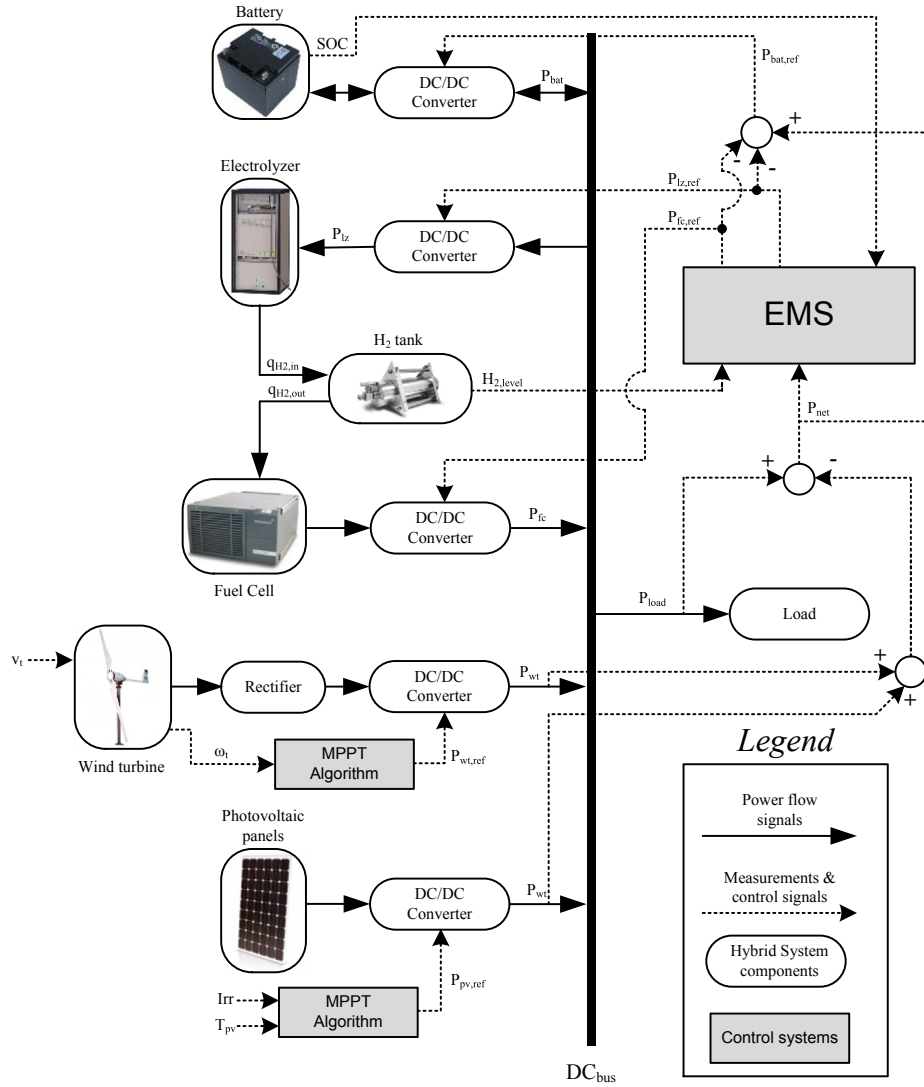 Battery
SOC
DC/DC
Converter
P_bat
P_bat,ref
+
-
-
Electrolyzer
P_lz,ref
P_fc,ref
P_lz
DC/DC
Converter
EMS
q_H2,in
H_2 tank
q_H2,out
H_2,level
P_net
+
-
DC/DC
Converter
P_fc
Fuel Cell
P_load
Load
v_t
Rectifier
DC/DC
Converter
P_wt
+
+
ω_t
MPPT
Algorithm
P_wt,ref
Wind turbine
Photovoltaic
panels
DC/DC
Converter
P_wt
P_pv,ref
Irr
T_pv
MPPT
Algorithm
DC_bus
Legend
Power flow
signals
Measurements &
control signals
Hybrid System
components
Control systems